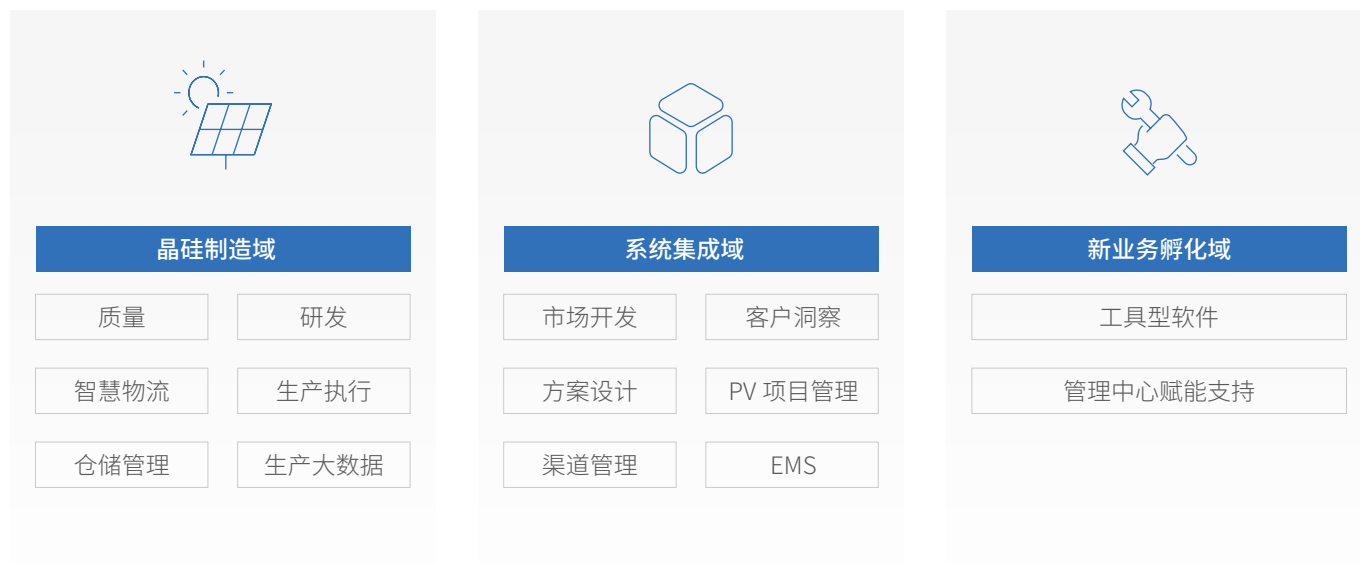 晶硅制造域
质量
研发
智慧物流
生产执行
仓储管理
生产大数据
系统集成域
市场开发
客户洞察
方案设计
PV 项目管理
渠道管理
EMS
新业务孵化域
工具型软件
管理中心赋能支持